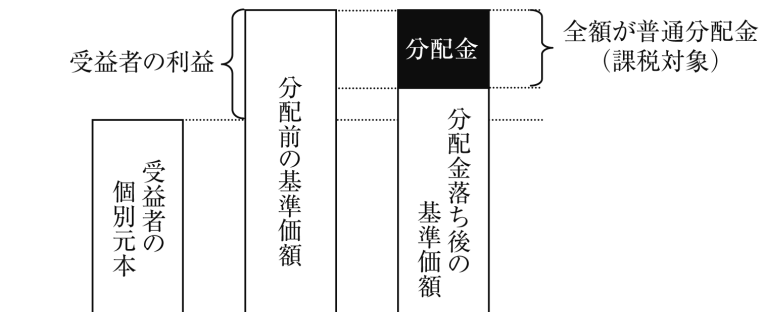 受益者の利益
分配金
全額が普通分配金
（課税対象）
分配前の基準価額
受益者の
個別元本
分配金落ち後の
基準価額